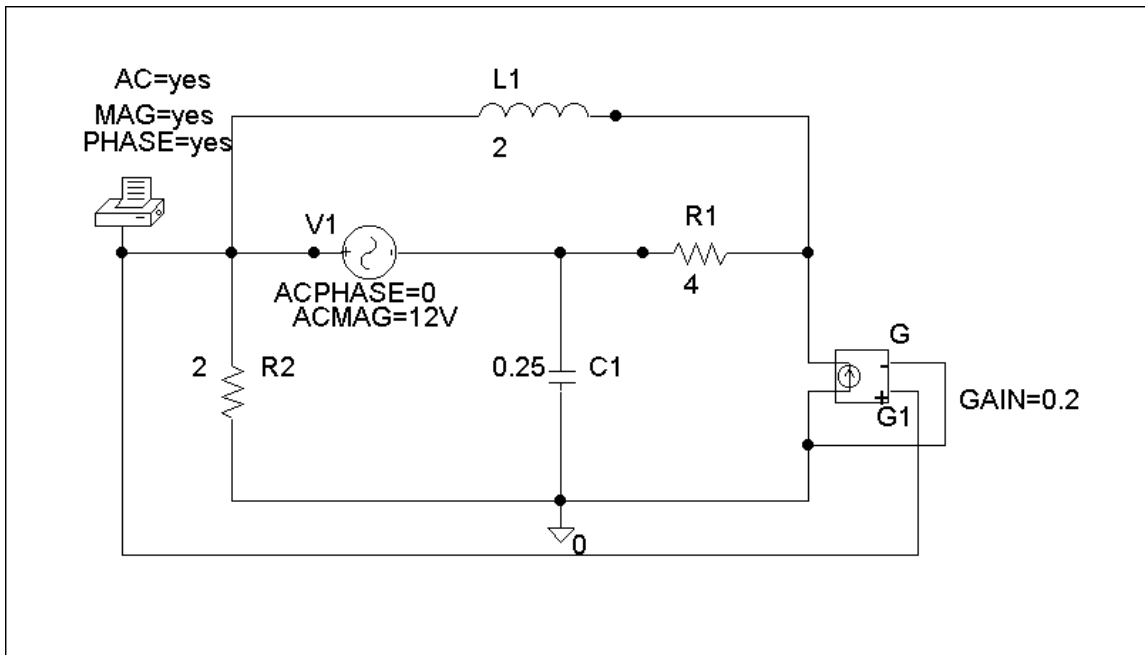 AC=yes
L1
MAG=yes
PHASE=yes
2
V1
R1
+ -
4
ACPHASE=0
ACMAG=12V
2 R2
0.25 C1
G
-
+
GAIN=0.2
G1
0